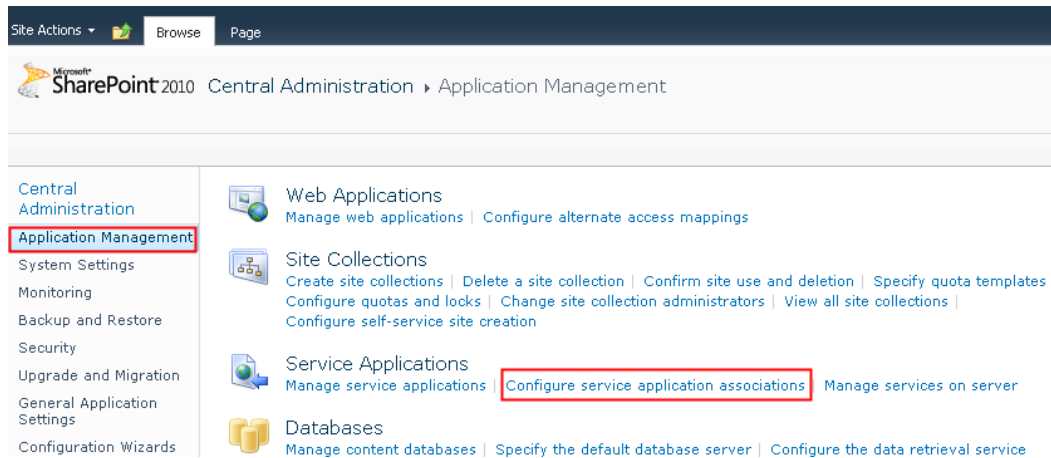 Site Actions Browse Page
Microsoft
SharePoint 2010 Central Administration Application Management
Central
Administration
Application Management
System Settings
Monitoring
Backup and Restore
Security
Upgrade and Migration
General Application
Settings
Configuration Wizards
Web Applications
Manage web applications | Configure alternate access mappings
Site Collections
Create site collections | Delete a site collection | Confirm site use and deletion | Specify quota templates
Configure quotas and locks | Change site collection administrators | View all site collections |
Configure self-service site creation
Service Applications
Manage service applications | Configure service application associations | Manage services on server
Databases
Manage content databases | Specify the default database server | Configure the data retrieval service